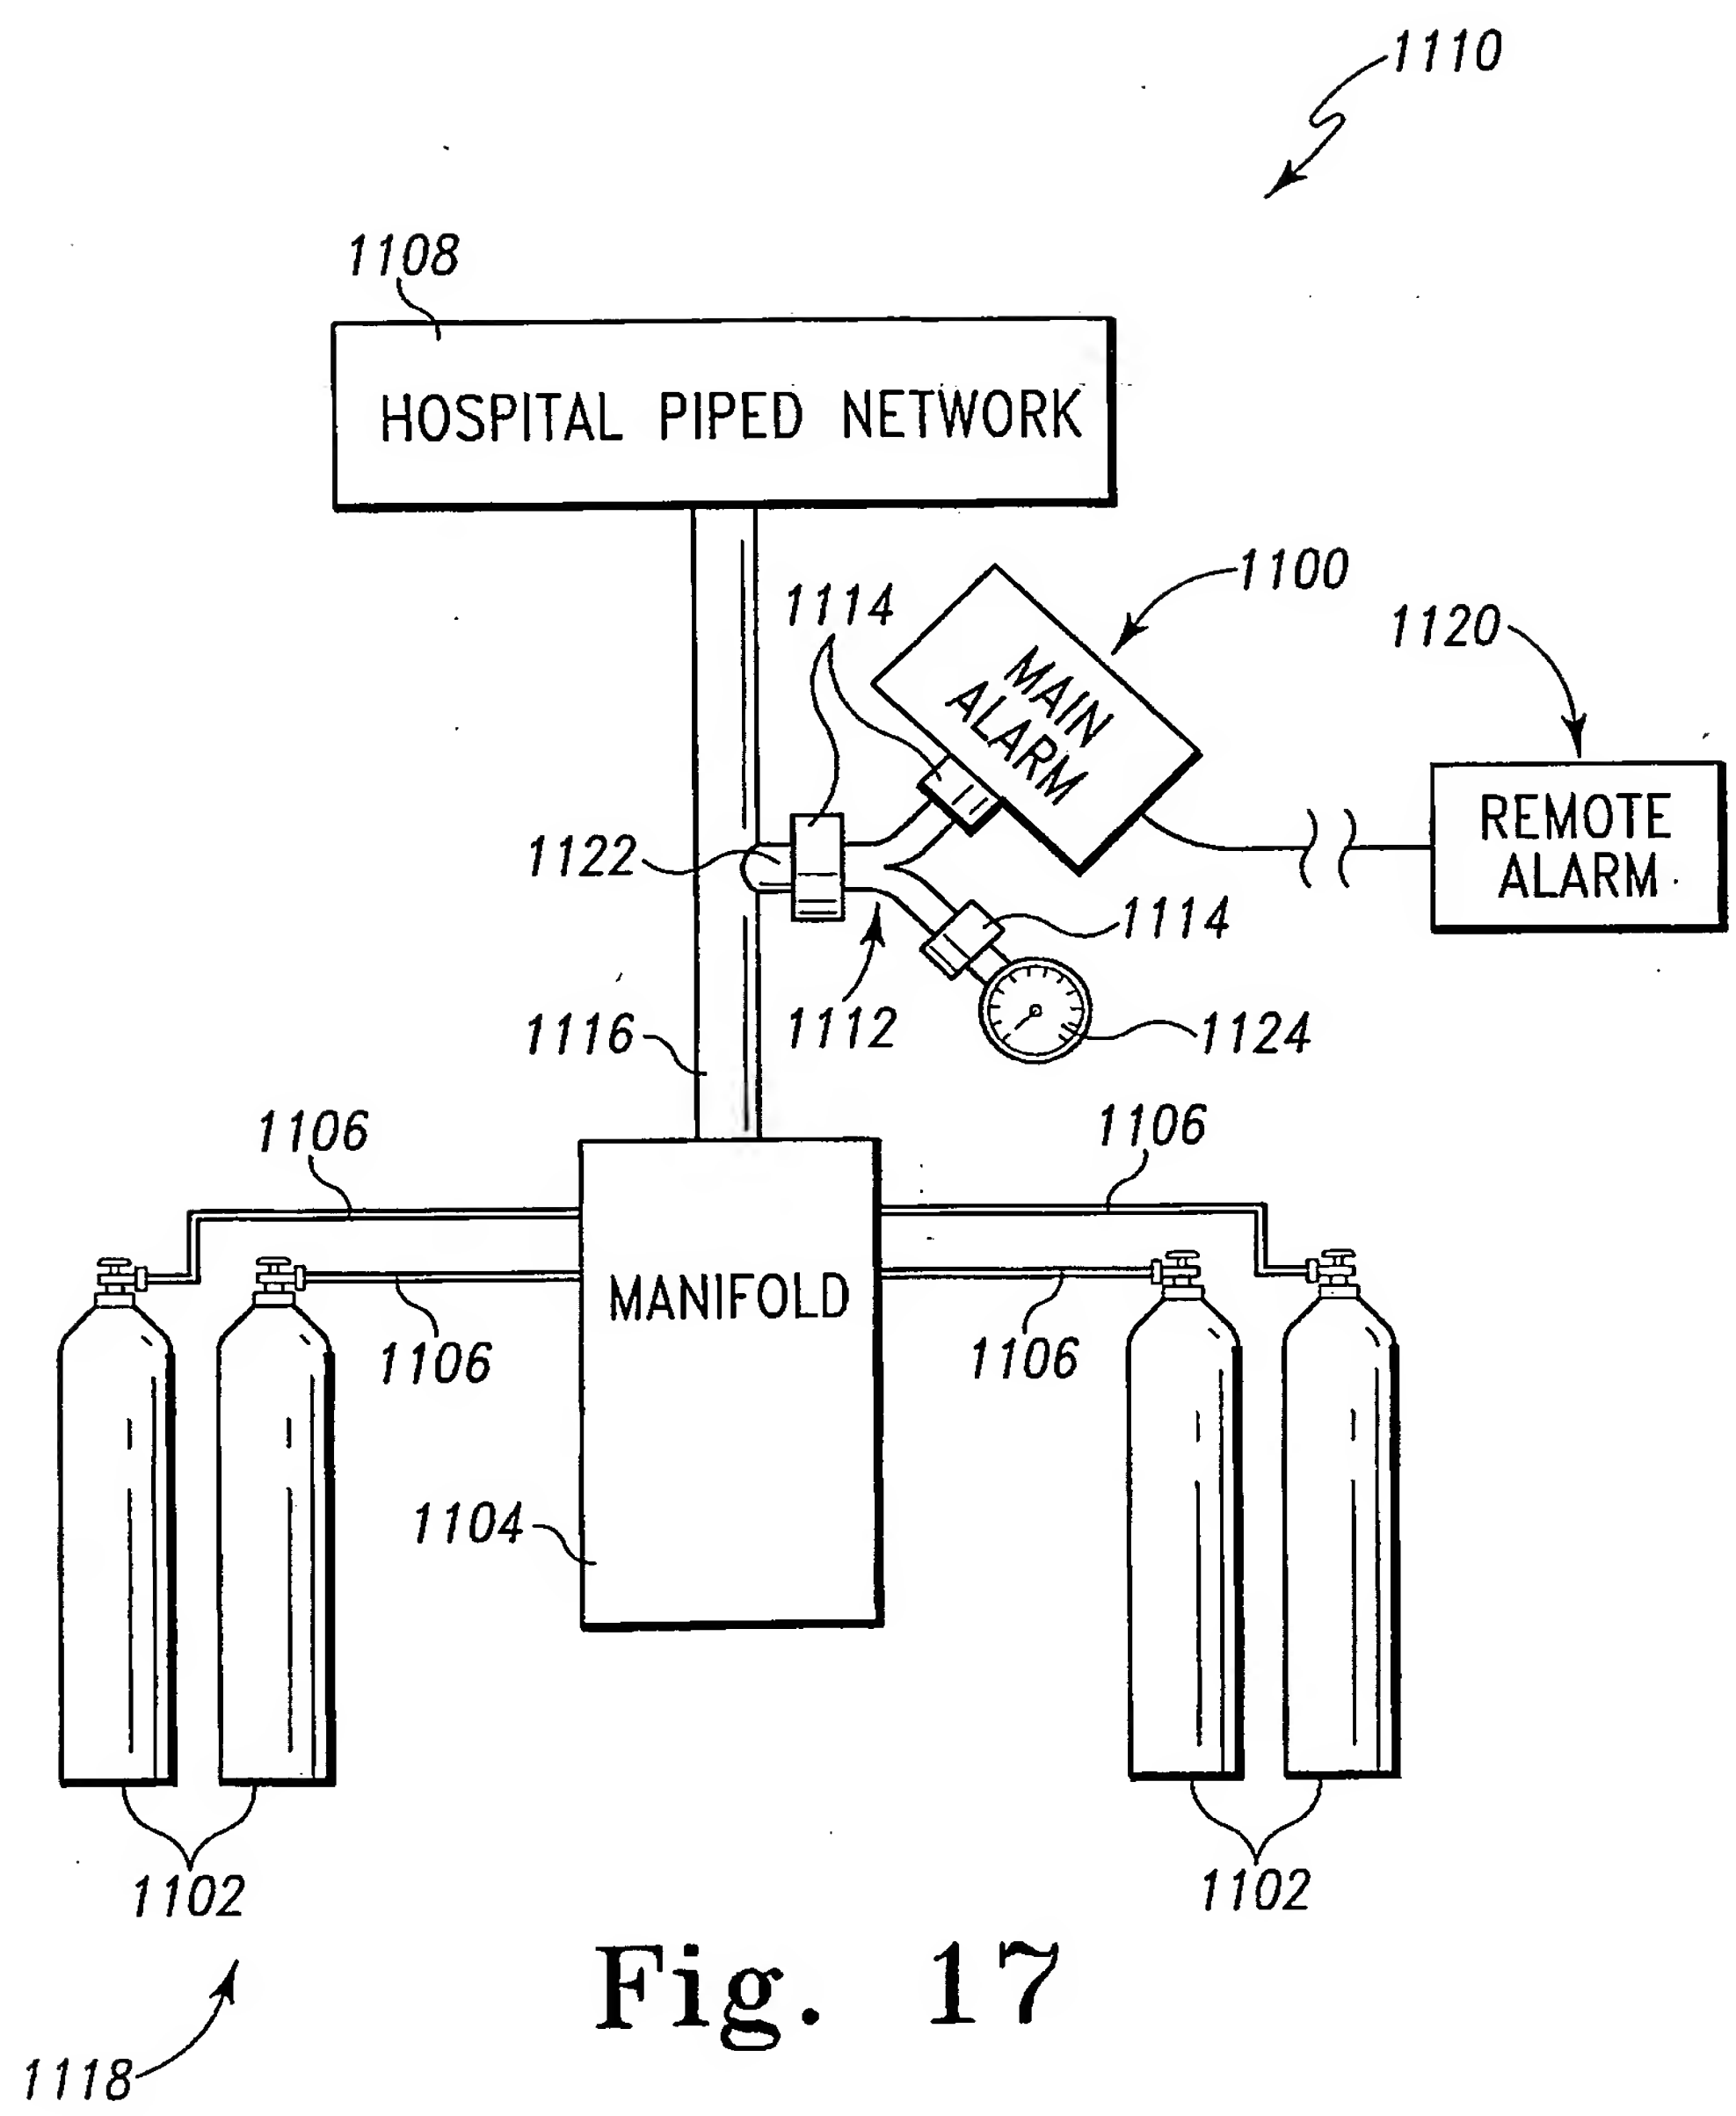 1110
1108
HOSPITAL PIPED NETWORK
1100
1114
1120
MAIN
ALARM
REMOTE
ALARM
1122
1114
1112
1116
1124
1106
1106
MANIFOLD
1106
1106
1104
1102
1102
Fig. 17
1118